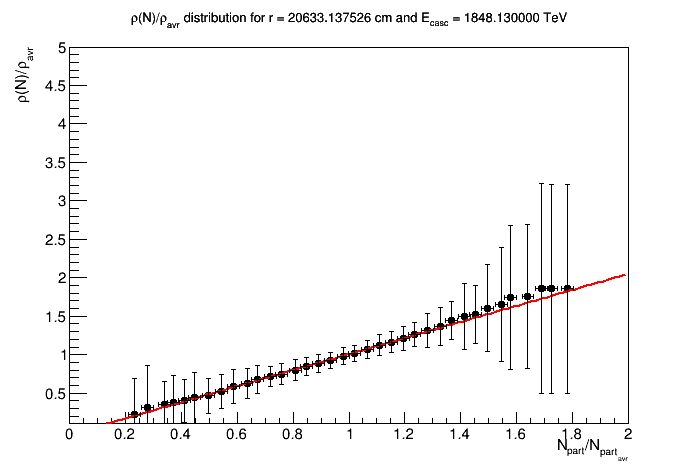 ρ(N)/ρavr distribution for r = 20633.137526 cm and Ecasc = 1848.130000 TeV
ρ(N)/ρavr
5
4.5
4
3.5
3
2.5
2
1.5
1
0.5
0 0.2 0.4 0.6 0.8 1 1.2 1.4 1.6 1.8 2
Npart/Npartavr